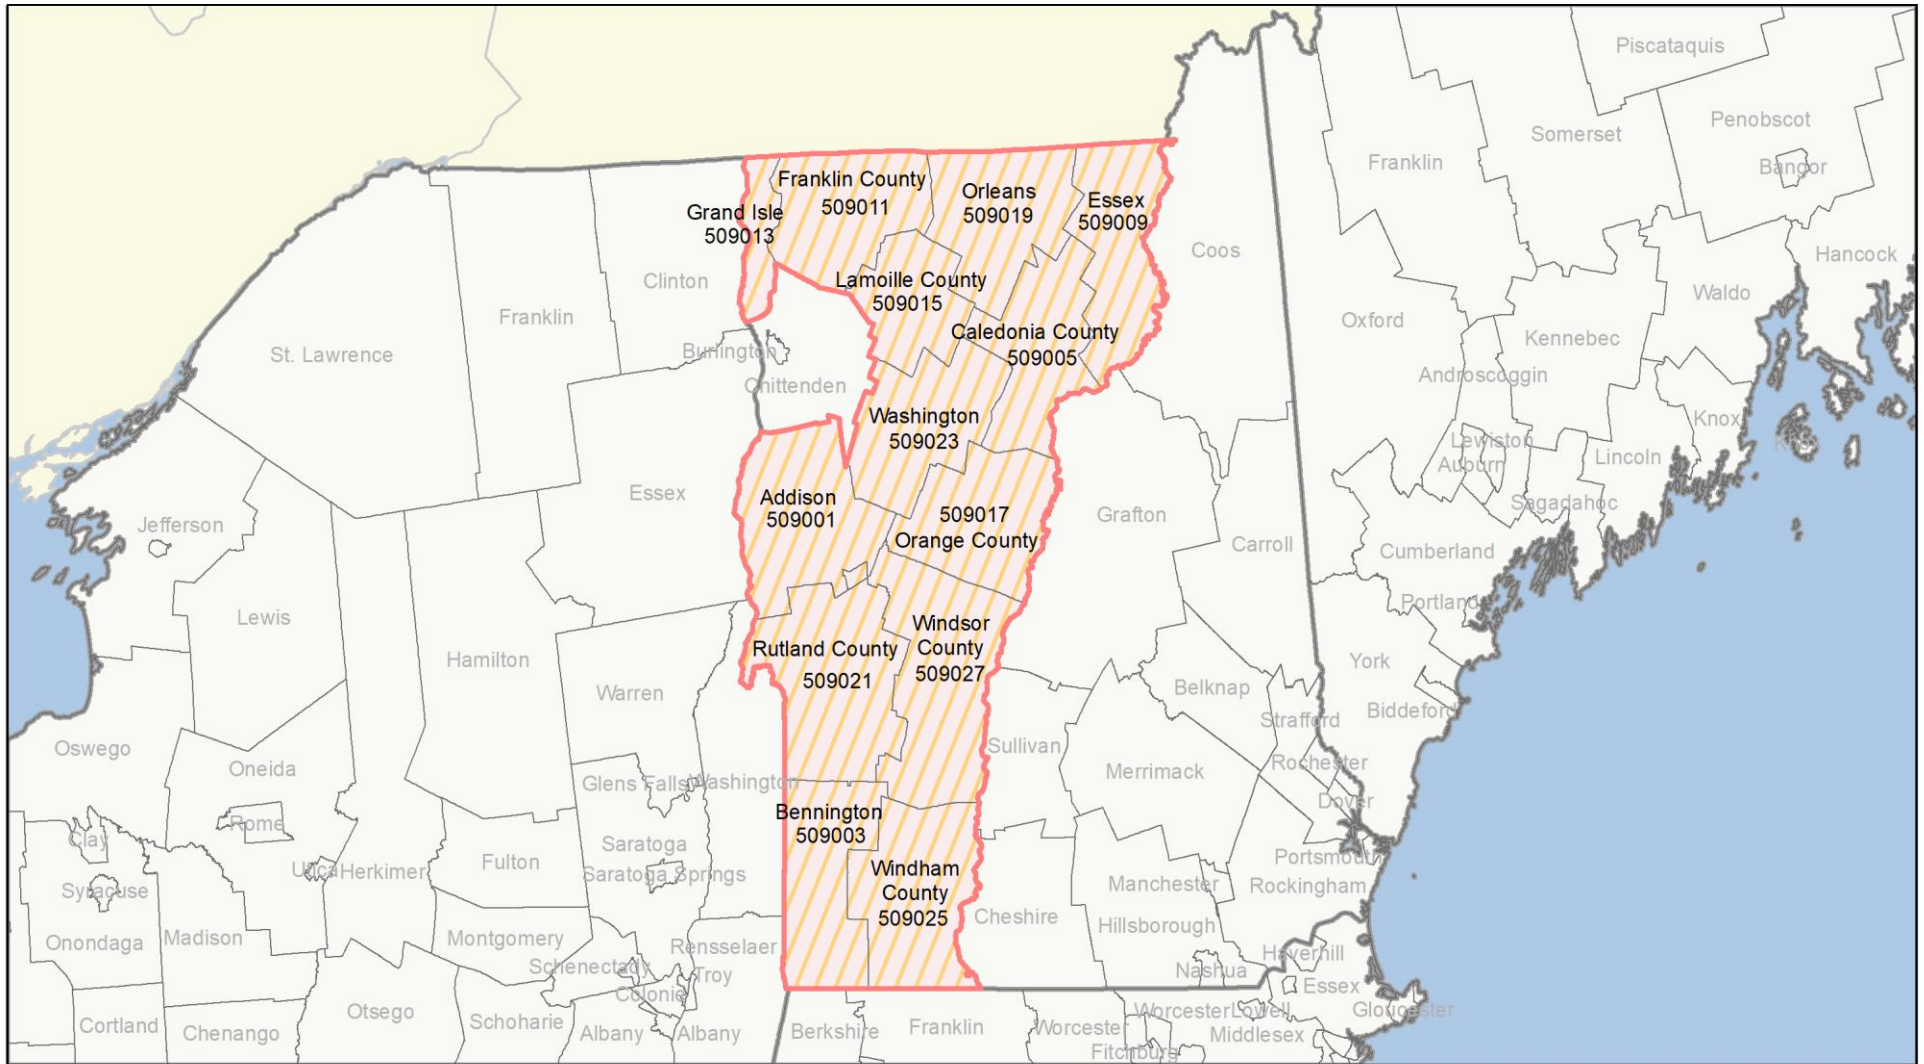 Piscataquis
Penobscot
Somerset
Franklin
Bangor
Franklin County
509011
Orleans
509019
Essex
509009
Grand Isle
509013
Coos
Hancock
Clinton
Lamoille County
509015
Waldo
Franklin
Oxford
Kennebec
St. Lawrence
Burlington
Caledonia County
509005
Androscoggin
Chittenden
Washington
509023
Knox
Lewiston
Auburn
Lincoln
Knox
Essex
Addison
509001
509017
Orange County
Grafton
Sagadahoc
Jefferson
Carroll
Cumberland
Portland
Lewis
Windsor
County
509027
Rutland County
509021
Hamilton
York
Warren
Belknap
Strafford
Biddeford
Oswego
Sullivan
Oneida
Merrimack
Rochester
Glens Falls
Washington
Dover
Rome
Bennington
509003
Clay
Saratoga
Saratoga Springs
Fulton
Utica
Herkimer
Portsmouth
Rockingham
Syracuse
Windham
County
509025
Manchester
Hillsborough
Cheshire
Onondaga
Madison
Montgomery
Rensselaer
Haverhill
Schenectady
Troy
Nashua
Colonie
Essex
Gloucester
Otsego
Cortland
Chenango
Schoharie
Albany
Albany
Berkshire
Franklin
Worcester
Worcester
Lowell
Middlesex
Fitchburg